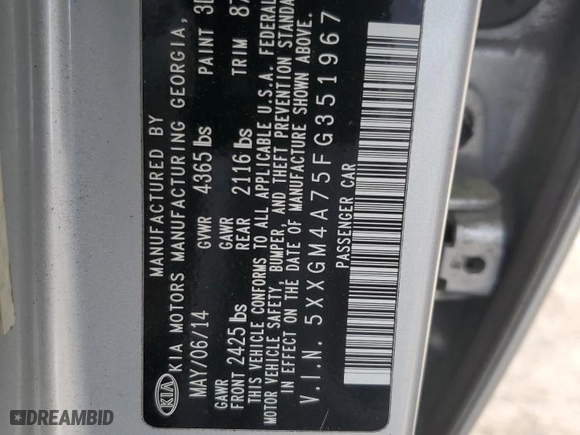 KIA
MANUFACTURED BY
KIA MOTORS MANUFACTURING GEORGIA,
MAY/06/14 GVWR 4365 lbs PAINT
GAWR GAWR
FRONT 2425 lbs REAR 2116 lbs TRIM
THIS VEHICLE CONFORMS TO ALL APPLICABLE U.S.A. FEDERAL
MOTOR VEHICLE SAFETY, BUMPER, AND THEFT PREVENTION
IN EFFECT ON THE DATE OF MANUFACTURE SHOWN ABOVE.
V.I.N. 5XXGM4A75FG351967
PASSENGER CAR
DREAMBID